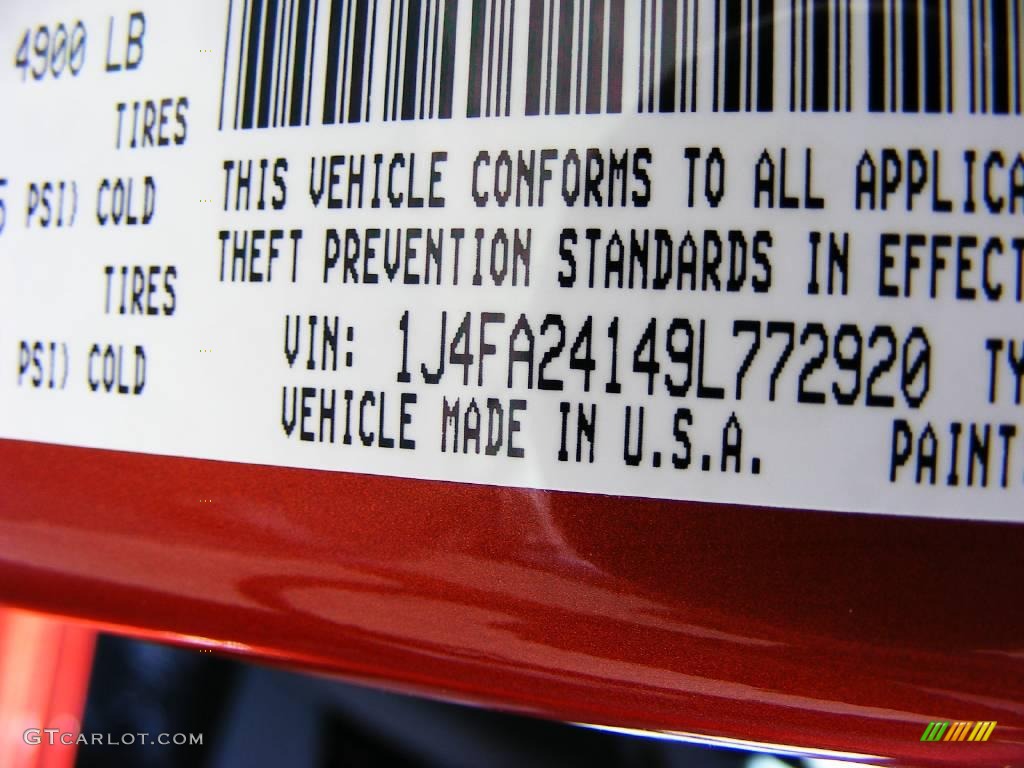 4900 LB
TIRES
PSI) COLD
TIRES
PSI) COLD
THIS VEHICLE CONFORMS TO ALL APPLICA
THEFT PREVENTION STANDARDS IN EFFECT
VIN: 1J4FA24149L772920 TY
VEHICLE MADE IN U.S.A. PAINT
GTCARLOT.COM